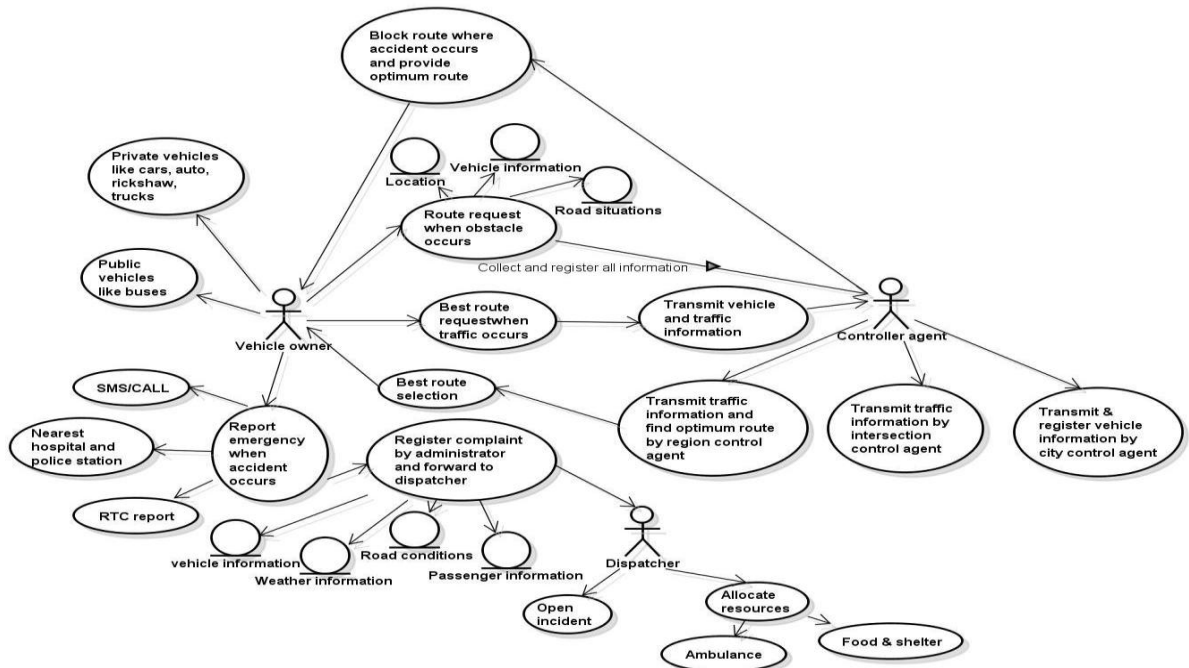 Block route where
accident occurs
and provide
optimum route
Private vehicles
like cars, auto,
rickshaw,
trucks
Location
Vehicle information
Road situations
Route request
when obstacle
occurs
Public
vehicles
like buses
Collect and register all information
Vehicle owner
Best route
requestwhen
traffic occurs
Transmit vehicle
and traffic
information
Controller agent
SMS/CALL
Best route
selection
Nearest
hospital and
police station
Report
emergency
when
accident
occurs
Register complaint
by administrator
and forward to
dispatcher
Transmit traffic
information and
find optimum route
by region control
agent
Transmit traffic
information by
intersection
control agent
Transmit &
register vehicle
information by
city control agent
RTC report
vehicle information
Weather information
Road conditions
Passenger information
Dispatcher
Open
incident
Allocate
resources
Ambulance
Food & shelter